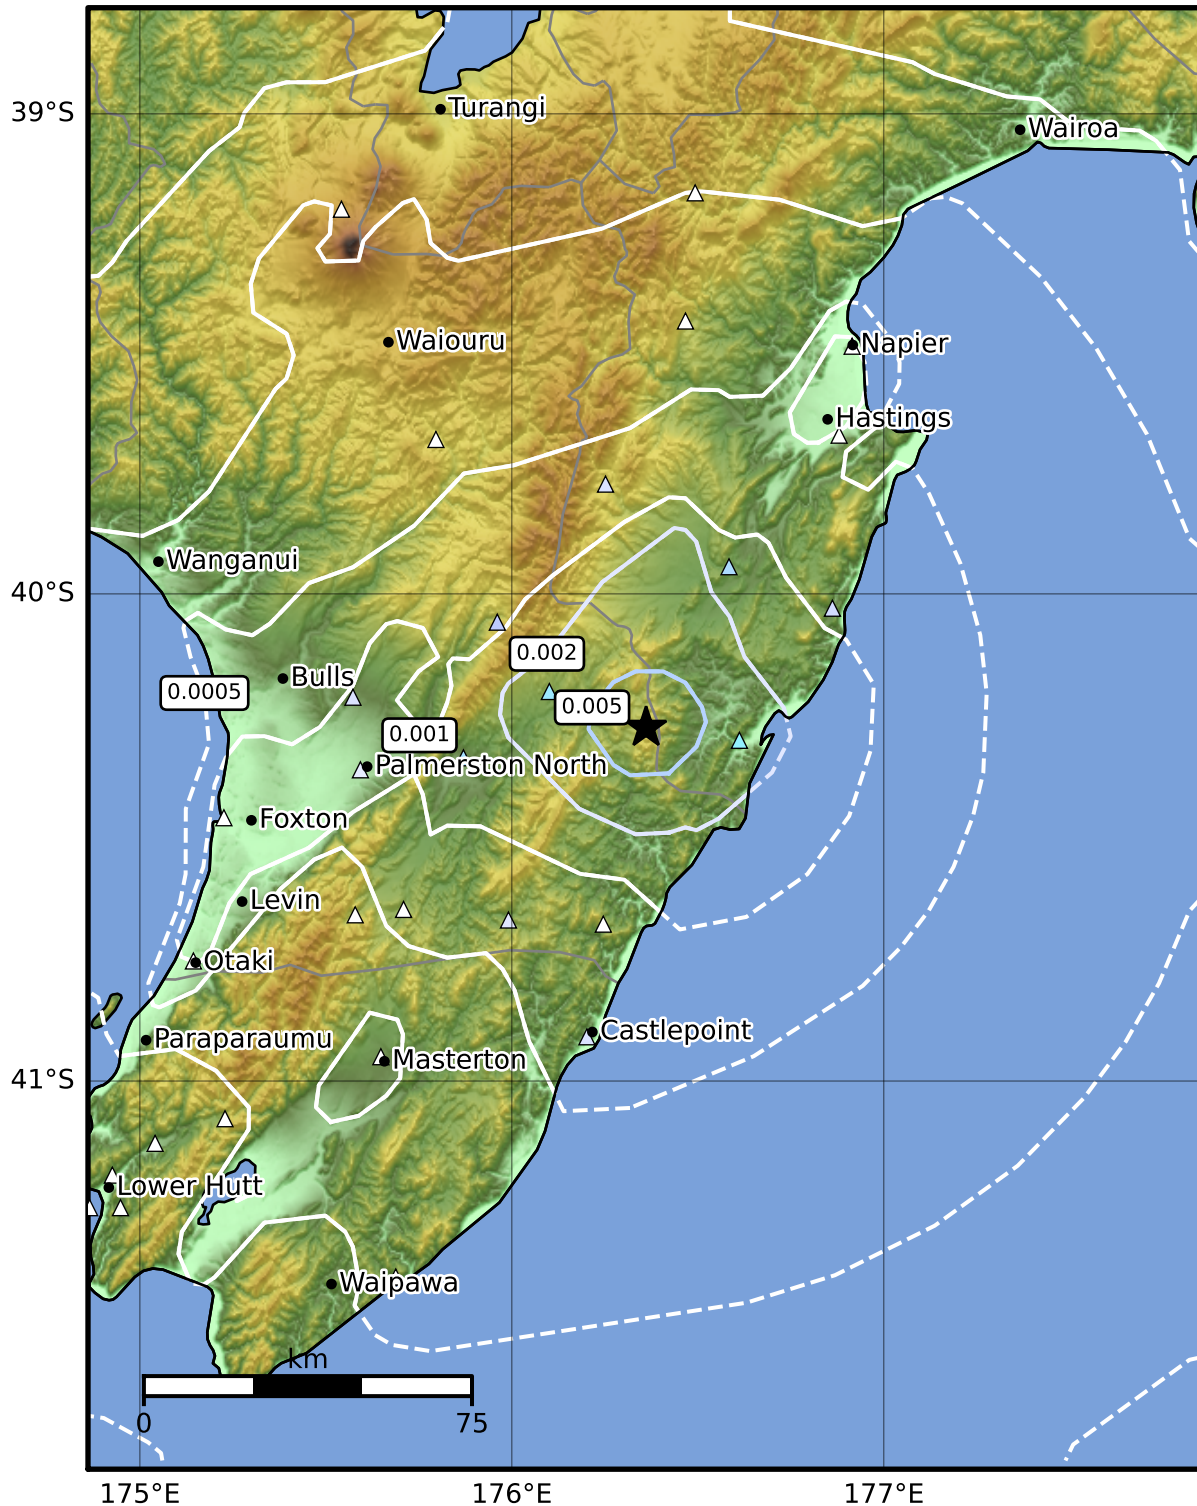 Turangi
39°S
Wairoa
Waiouru
Napier
Hastings
Wanganui
40°S
0.002
Bulls
0.0005
0.005
0.001
Palmerston North
Foxton
Levin
Otaki
Castlepoint
Paraparaumu
Masterton
41°S
Lower Hutt
Waipawa
km
0 75
175°E 176°E 177°E